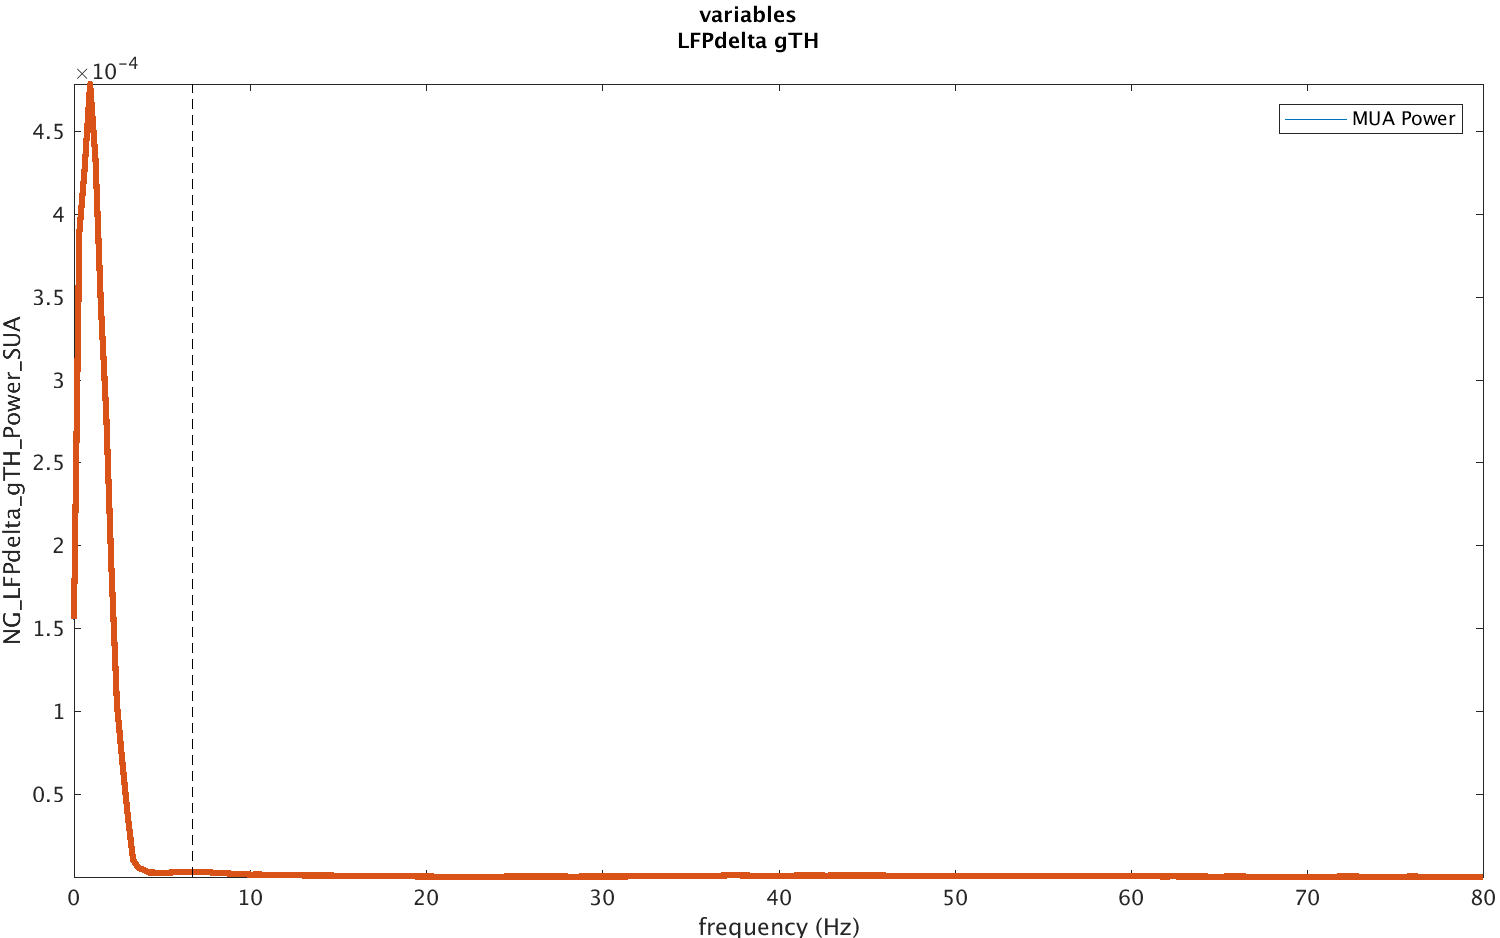 variables
LFPdelta gTH
×10⁻⁴
MUA Power
4.5
4
3.5
3
2.5
2
1.5
1
0.5
NG_LFPdelta_gTH_Power_SUA
0 10 20 30 40 50 60 70 80
frequency (Hz)